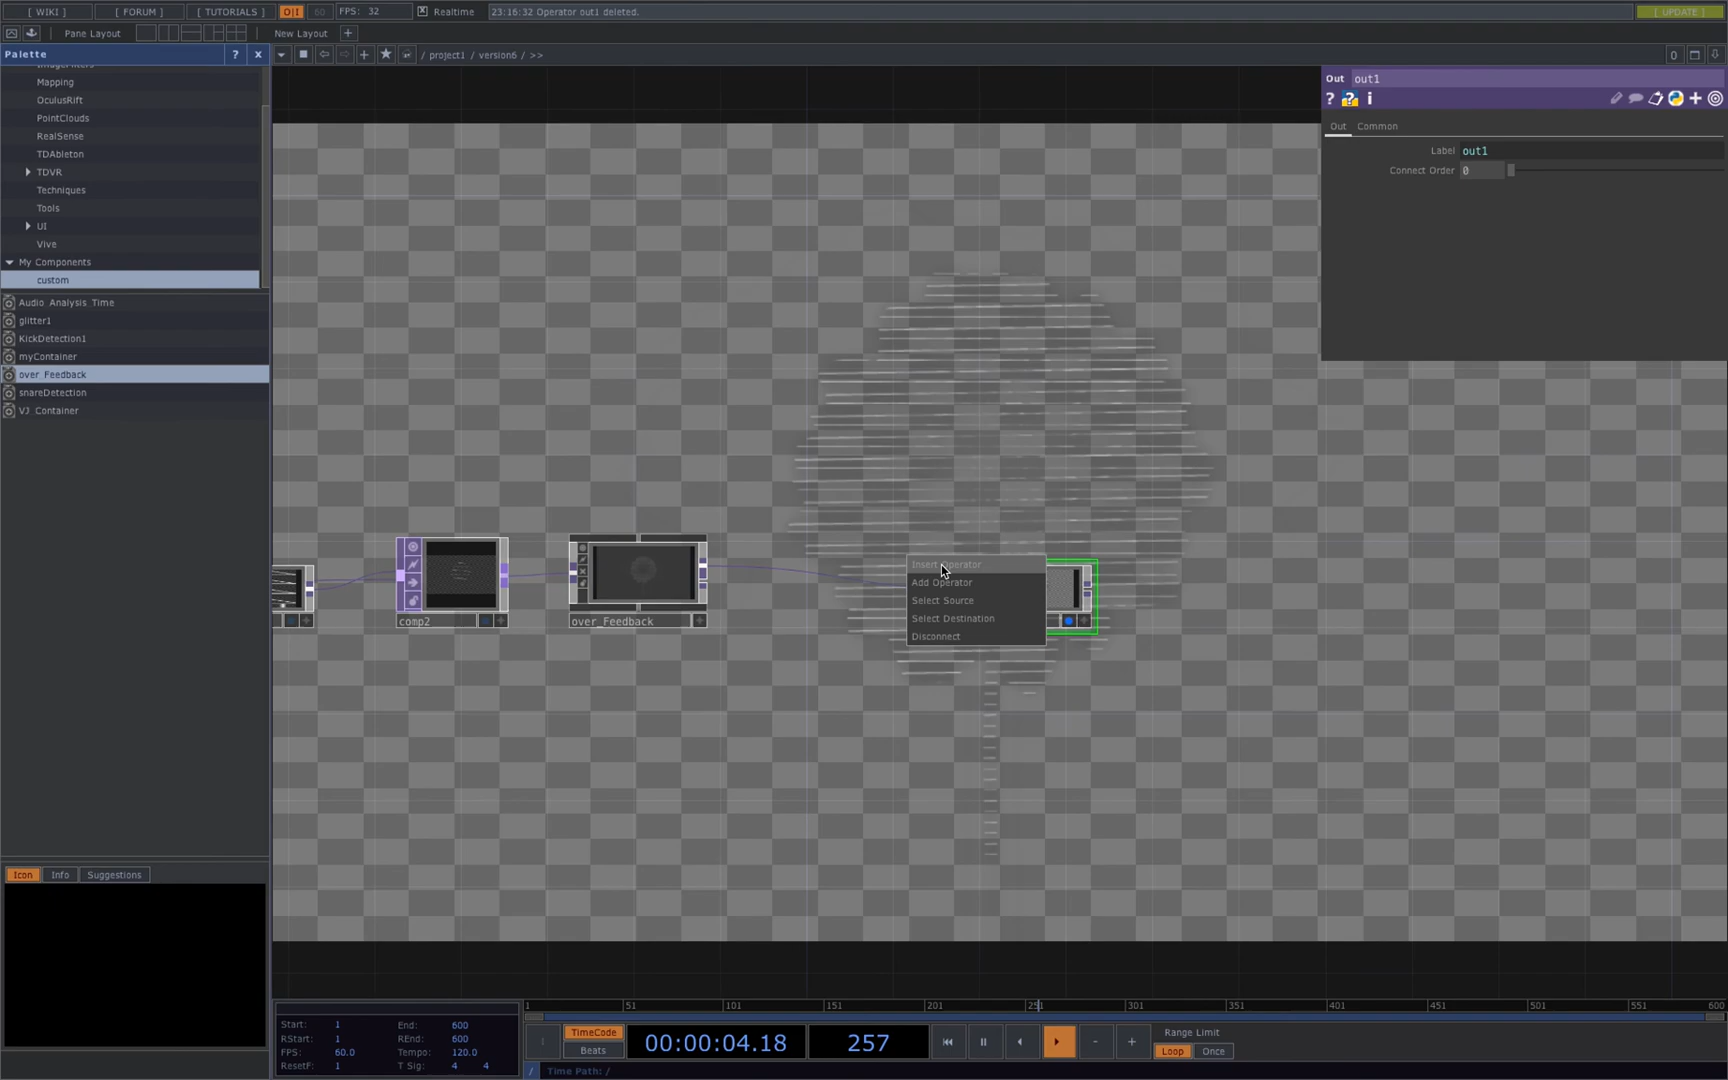 [ WIKI ] [ FORUM ] [ TUTORIALS ] O|I 60 FPS: 32 Realtime 23:16:32 Operator out1 deleted. [ UPDATE ]
Pane Layout New Layout +
Palette ? x / project1 / version6 / >> 0
Mapping
OculusRift
PointClouds
RealSense
TDAbleton
TDVR
Techniques
Tools
UI
Vive
My Components
custom
Audio Analysis Time
glitter1
KickDetection1
myContainer
over_Feedback
snareDetection
VJ Container
Out out1
? ? i
Out Common
Label out1
Connect Order 0
comp2
over_Feedback
Insert Operator
Add Operator
Select Source
Select Destination
Disconnect
Icon Info Suggestions
1 51 101 151 201 251 301 351 401 451 501 551 600
Start: 1 End: 600
RStart: 1 REnd: 600
FPS: 60.0 Tempo: 120.0
ResetF: 1 T Sig: 4 4
TimeCode
Beats
00:00:04.18 257
- +
Range Limit
Loop Once
/ Time Path: /